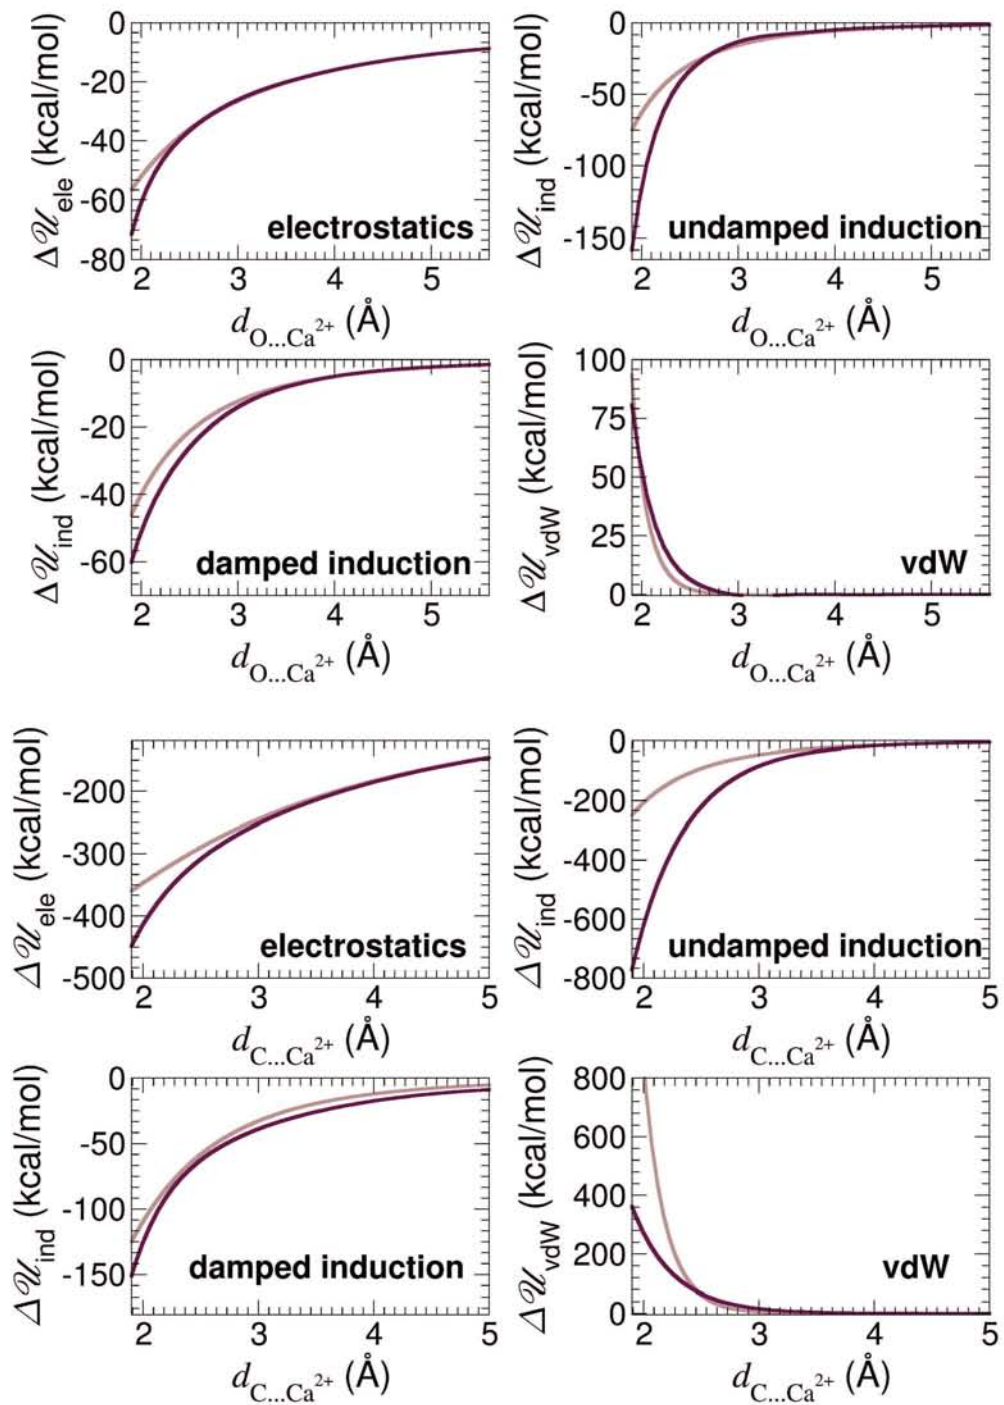 0
-20
-40
-60
-80
ΔU_ele (kcal/mol)
electrostatics
2 3 4 5
d_O...Ca²⁺ (Å)
0
-50
-100
-150
ΔU_ind (kcal/mol)
undamped induction
2 3 4 5
d_O...Ca²⁺ (Å)
0
-20
-40
-60
ΔU_ind (kcal/mol)
damped induction
2 3 4 5
d_O...Ca²⁺ (Å)
100
75
50
25
0
ΔU_vdW (kcal/mol)
vdW
2 3 4 5
d_O...Ca²⁺ (Å)
-200
-300
-400
-500
ΔU_ele (kcal/mol)
electrostatics
2 3 4 5
d_C...Ca²⁺ (Å)
0
-200
-400
-600
-800
ΔU_ind (kcal/mol)
undamped induction
2 3 4 5
d_C...Ca²⁺ (Å)
0
-50
-100
-150
ΔU_ind (kcal/mol)
damped induction
2 3 4 5
d_C...Ca²⁺ (Å)
800
600
400
200
0
ΔU_vdW (kcal/mol)
vdW
2 3 4 5
d_C...Ca²⁺ (Å)